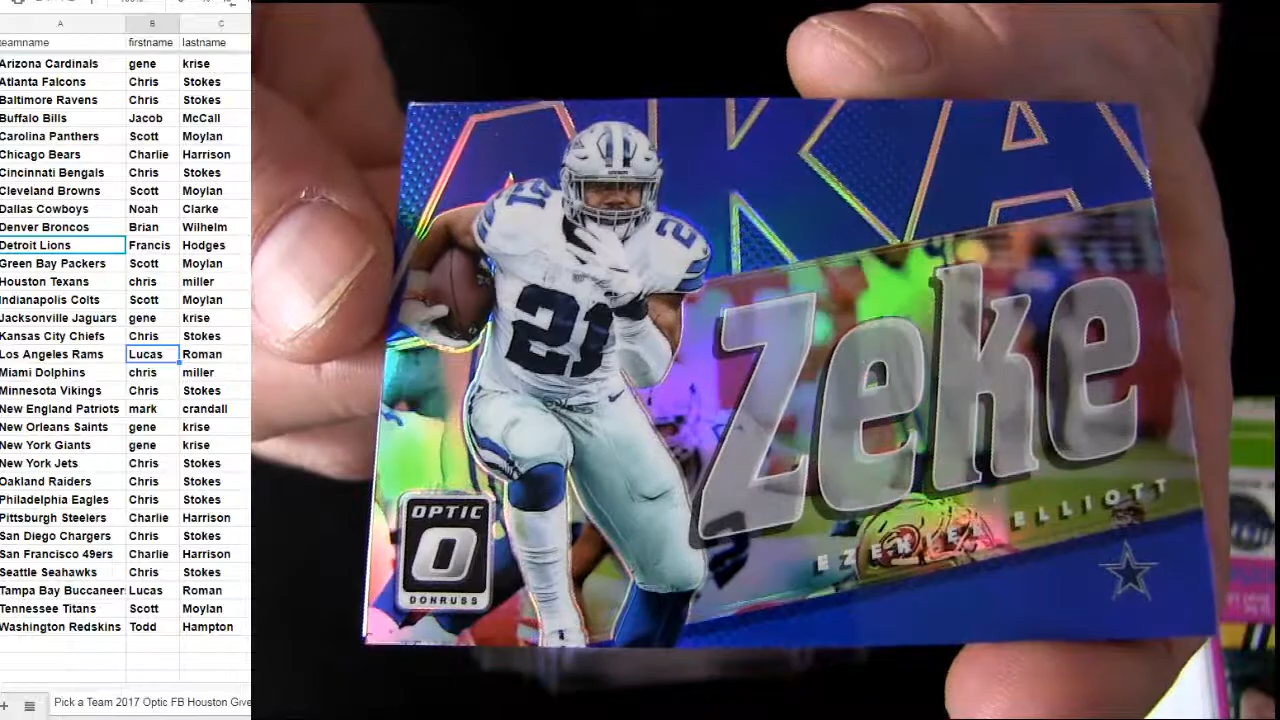 A B C
teamname firstname lastname
Arizona Cardinals gene krise
Atlanta Falcons Chris Stokes
Baltimore Ravens Chris Stokes
Buffalo Bills Jacob McCall
Carolina Panthers Scott Moylan
Chicago Bears Charlie Harrison
Cincinnati Bengals Chris Stokes
Cleveland Browns Scott Moylan
Dallas Cowboys Noah Clarke
Denver Broncos Brian Wilhelm
Detroit Lions Francis Hodges
Green Bay Packers Scott Moylan
Houston Texans chris miller
Indianapolis Colts Scott Moylan
Jacksonville Jaguars gene krise
Kansas City Chiefs Chris Stokes
Los Angeles Rams Lucas Roman
Miami Dolphins chris miller
Minnesota Vikings Chris Stokes
New England Patriots mark crandall
New Orleans Saints gene krise
New York Giants gene krise
New York Jets Chris Stokes
Oakland Raiders Chris Stokes
Philadelphia Eagles Chris Stokes
Pittsburgh Steelers Charlie Harrison
San Diego Chargers Chris Stokes
San Francisco 49ers Charlie Harrison
Seattle Seahawks Chris Stokes
Tampa Bay Buccaneer Lucas Roman
Tennessee Titans Scott Moylan
Washington Redskins Todd Hampton
Pick a Team 2017 Optic FB Houston Give
AKA
Zeke
EZEKIEL ELLIOTT
21
21
2
OPTIC
O
DONRUSS